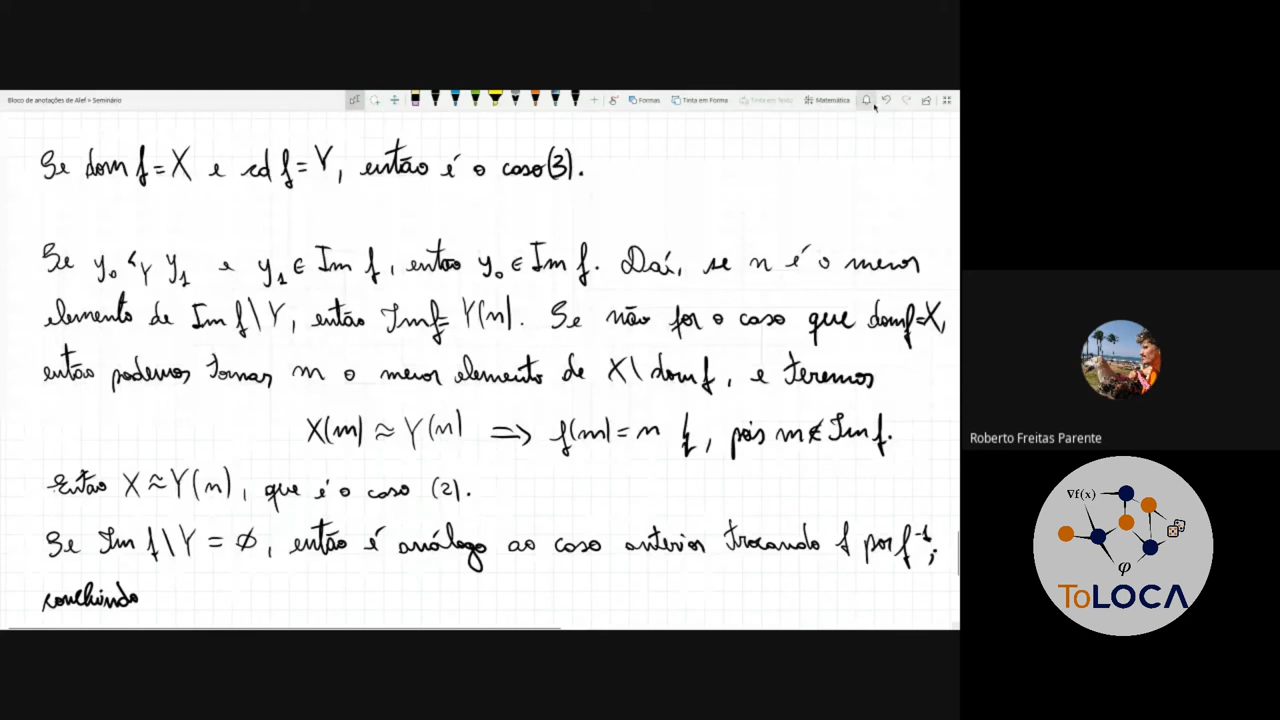 Bloco de anotações de Alef » Seminário
Formas Tinta em Forma Tinta em Texto Matemática
Se dom f = X e cd f = Y, então é o caso (3).
Se y₀ <_Y y₁ e y₁ ∈ Im f, então y₀ ∈ Im f. Daí, se n é o menor
elemento de Im f \ Y, então Im f = Y(n). Se não for o caso que dom f = X,
então podemos tomar m o menor elemento de X \ dom f, e teremos
X(m) ≈ Y(n) ⟹ f(m) = n ↯, pois m ∉ Im f.
Então X ≈ Y(n), que é o caso (2).
Se Im f \ Y = ∅, então é análogo ao caso anterior trocando f por f⁻¹;
concluindo
Roberto Freitas Parente
∇f(x)
φ
ToLOCA